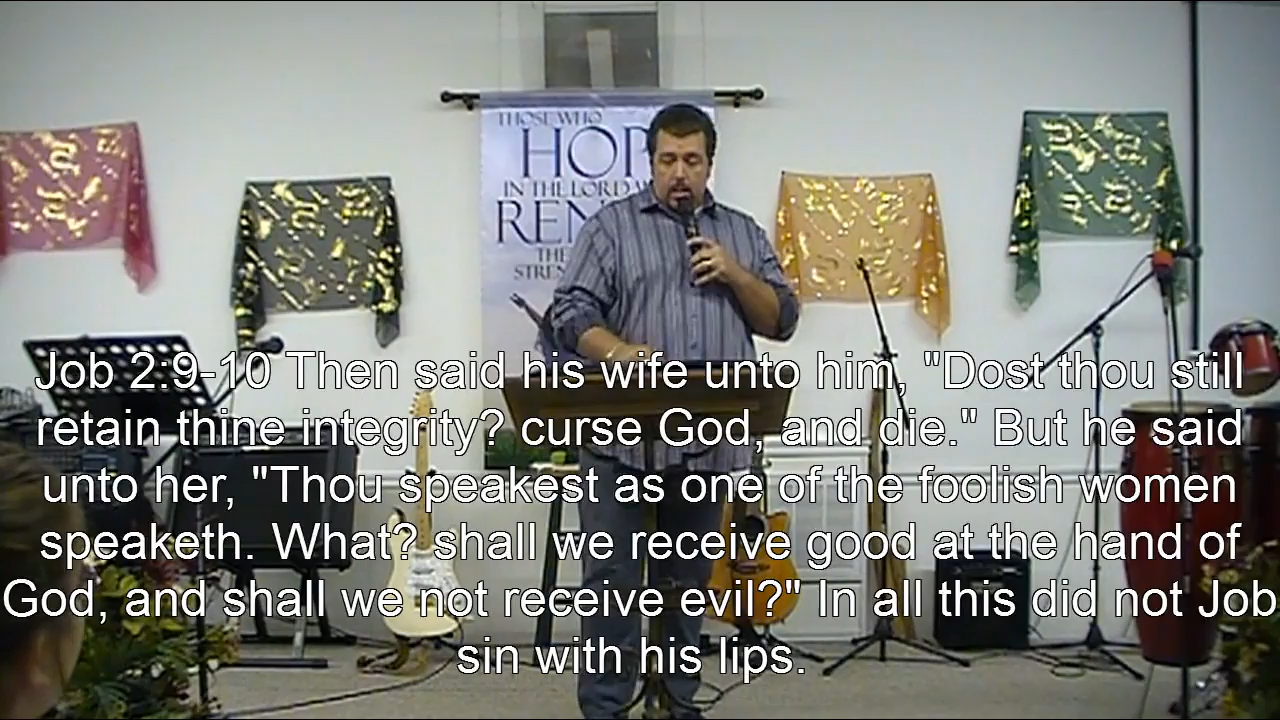 THOSE WHO
HOP
IN THE LORD W
REN
THE
STREN
Job 2:9-10 Then said his wife unto him, "Dost thou still
retain thine integrity? curse God, and die." But he said
unto her, "Thou speakest as one of the foolish women
speaketh. What? shall we receive good at the hand of
God, and shall we not receive evil?" In all this did not Job
sin with his lips.